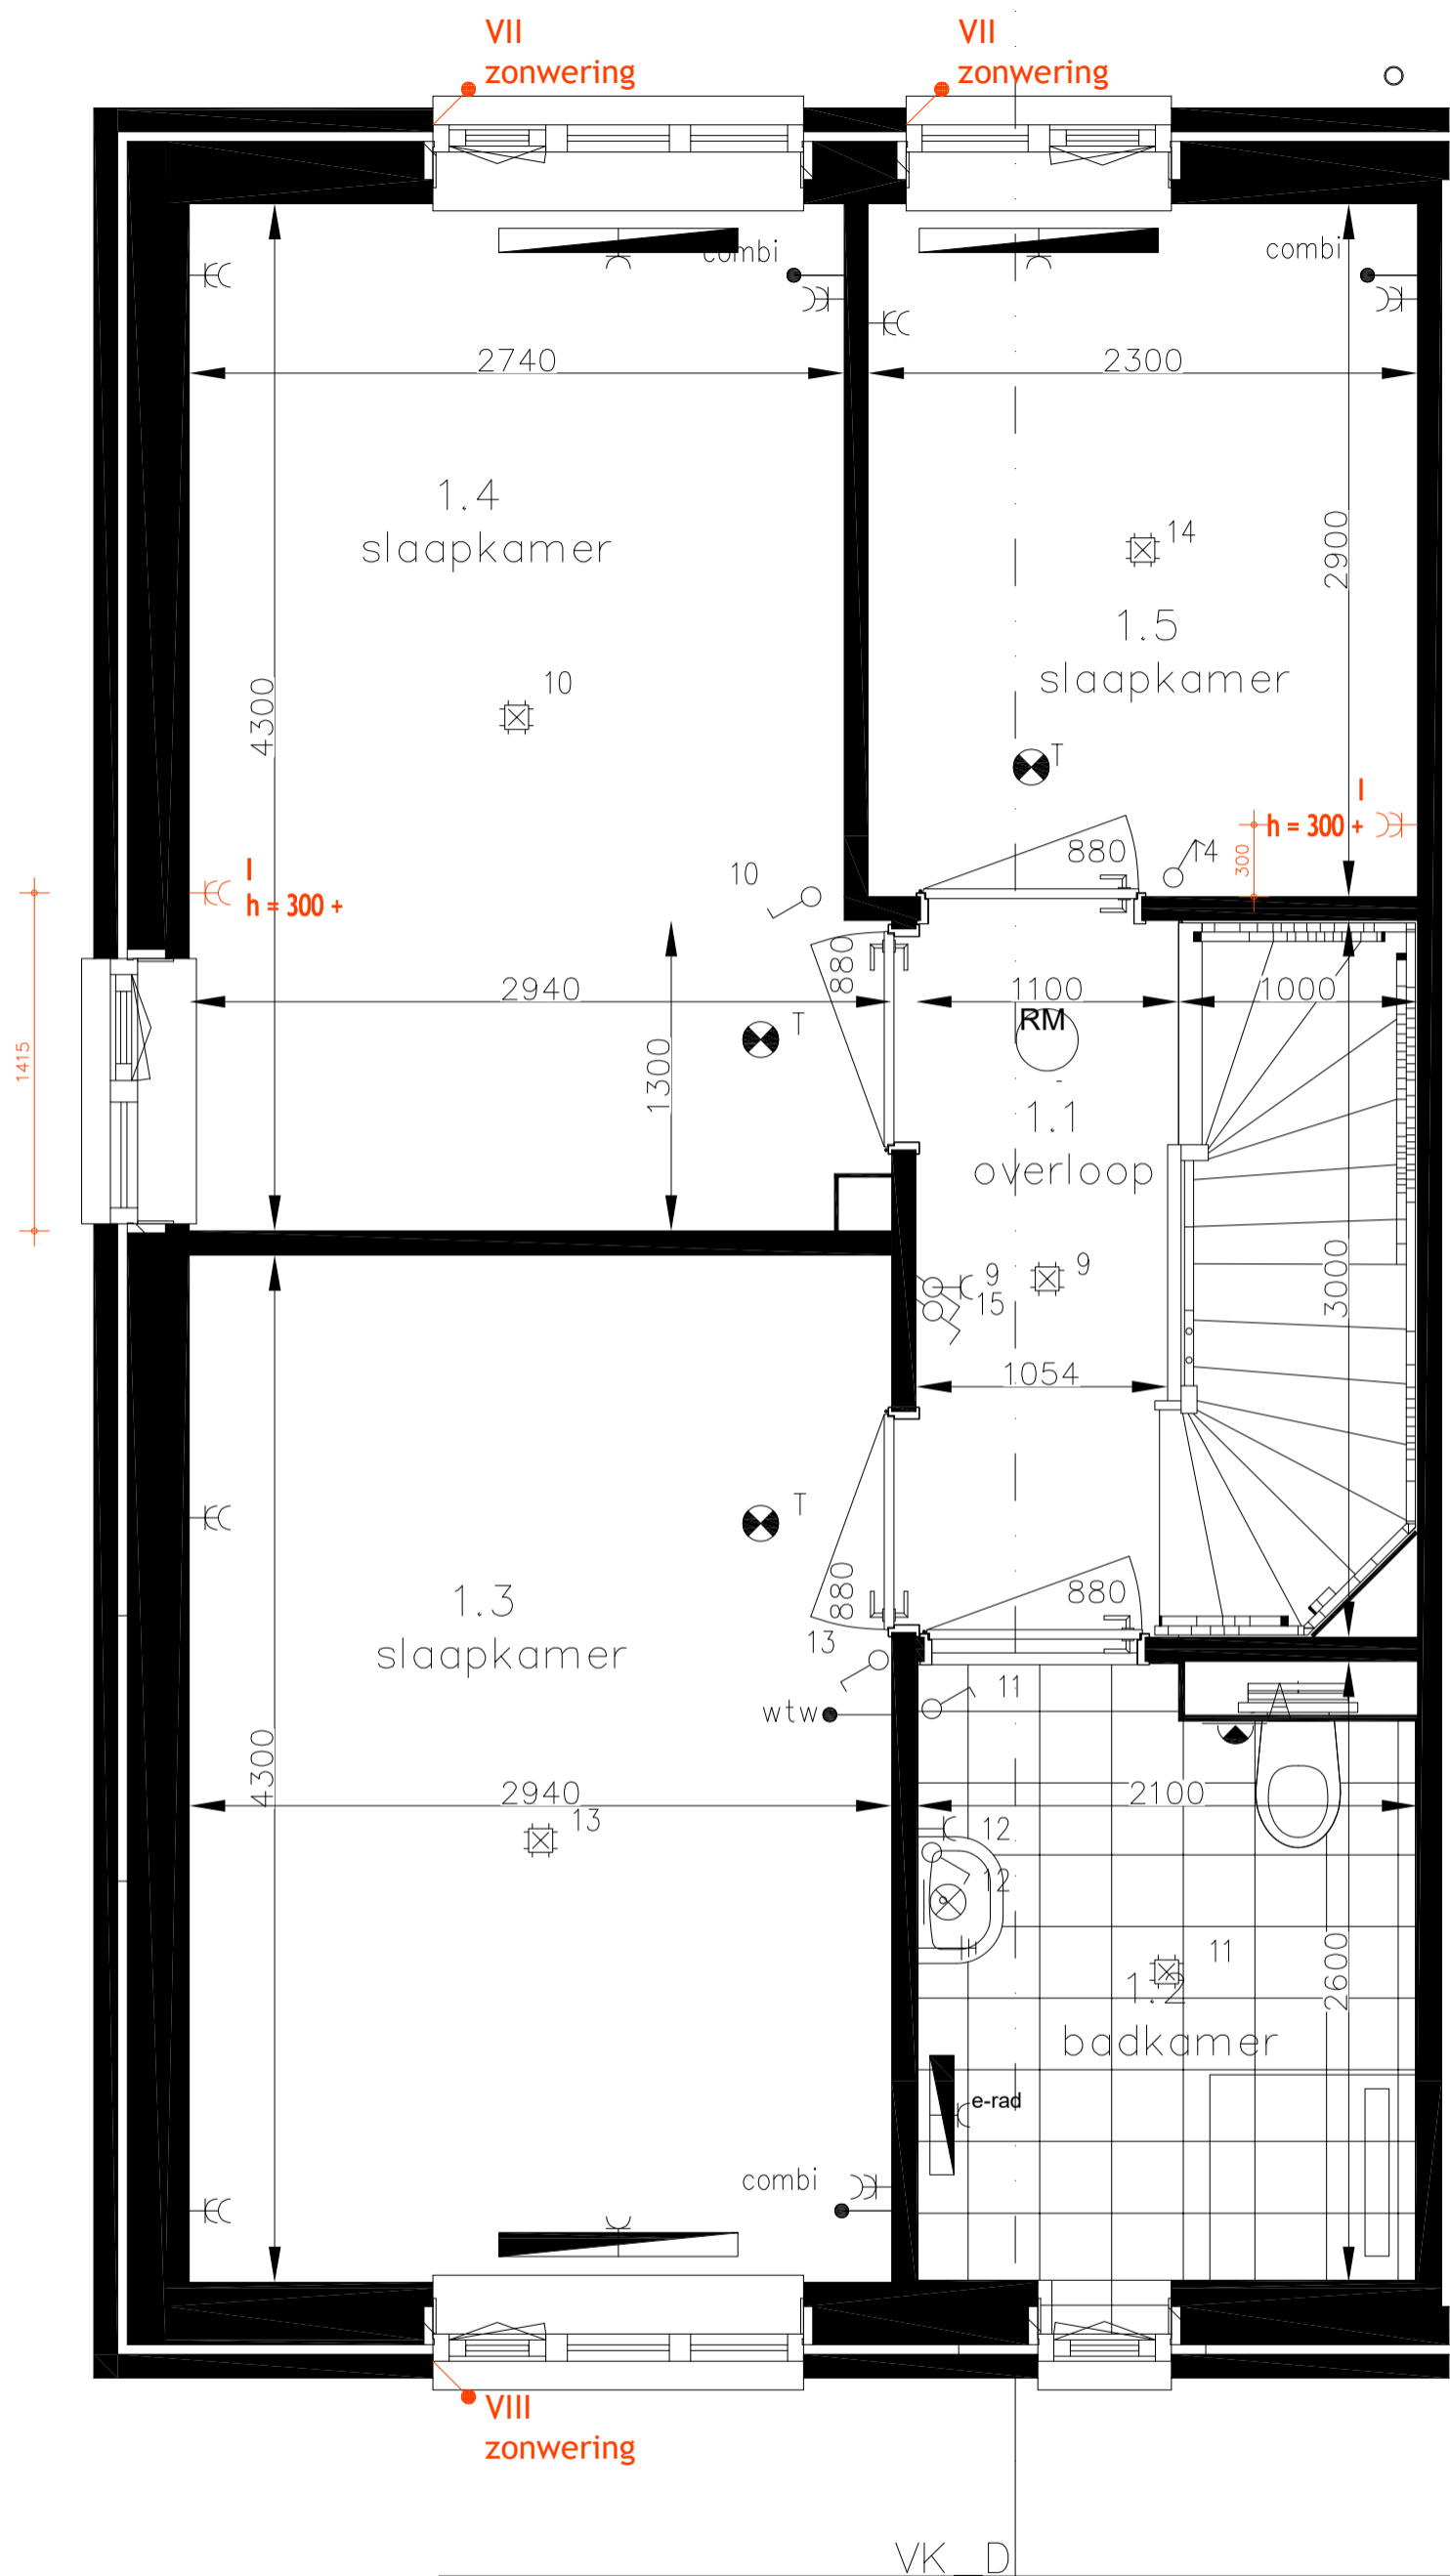 VII
zonwering
VII
zonwering
combi
combi
2740
2300
1.4
slaapkamer
14
2900
1.5
slaapkamer
10
4300
T
I
h = 300 +
300
880
14
10
I
h = 300 +
880
2940
1100
1000
RM
T
1415
1300
1.1
overloop
9
9
15
3000
1054
T
880
880
1.3
slaapkamer
13
11
wtw
4300
2940
2100
13
12
12
11
1.2
badkamer
2600
e-rad
combi
VIII
zonwering
VK_D